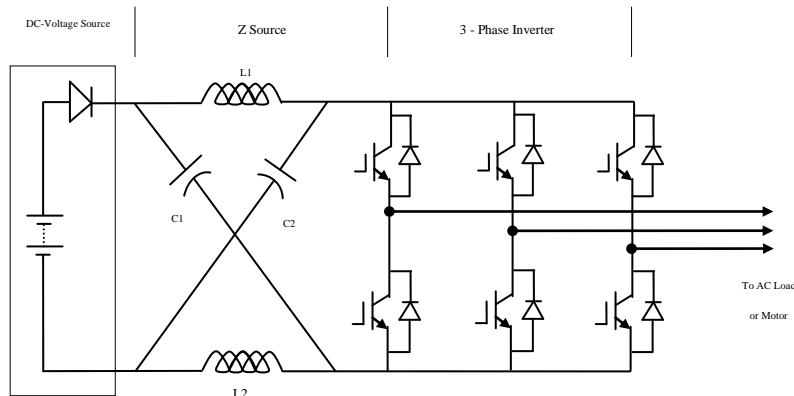 DC-Voltage Source
Z Source
3 - Phase Inverter
L1
C1
C2
To AC Load
or Motor
L2